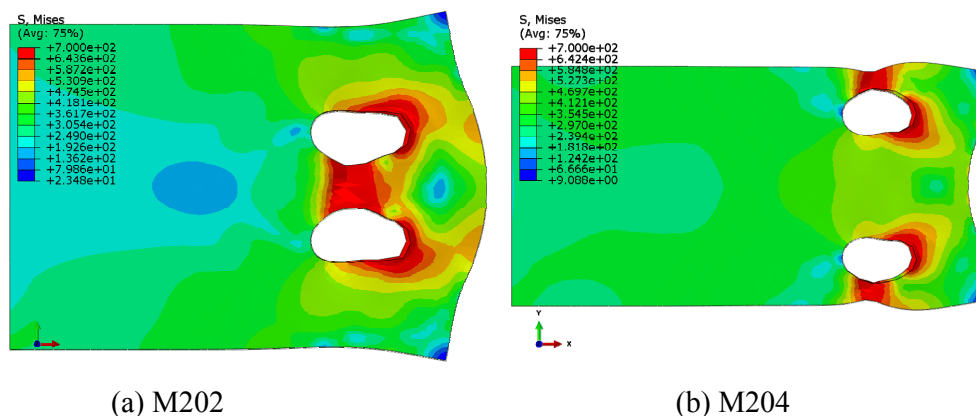 S, Mises
(Avg: 75%)
+7.000e+02
+6.436e+02
+5.872e+02
+5.309e+02
+4.745e+02
+4.181e+02
+3.617e+02
+3.054e+02
+2.490e+02
+1.926e+02
+1.362e+02
+7.986e+01
+2.348e+01
S, Mises
(Avg: 75%)
+7.000e+02
+6.424e+02
+5.848e+02
+5.273e+02
+4.697e+02
+4.121e+02
+3.545e+02
+2.970e+02
+2.394e+02
+1.818e+02
+1.242e+02
+6.666e+01
+9.088e+00
Y
X
(a) M202
(b) M204